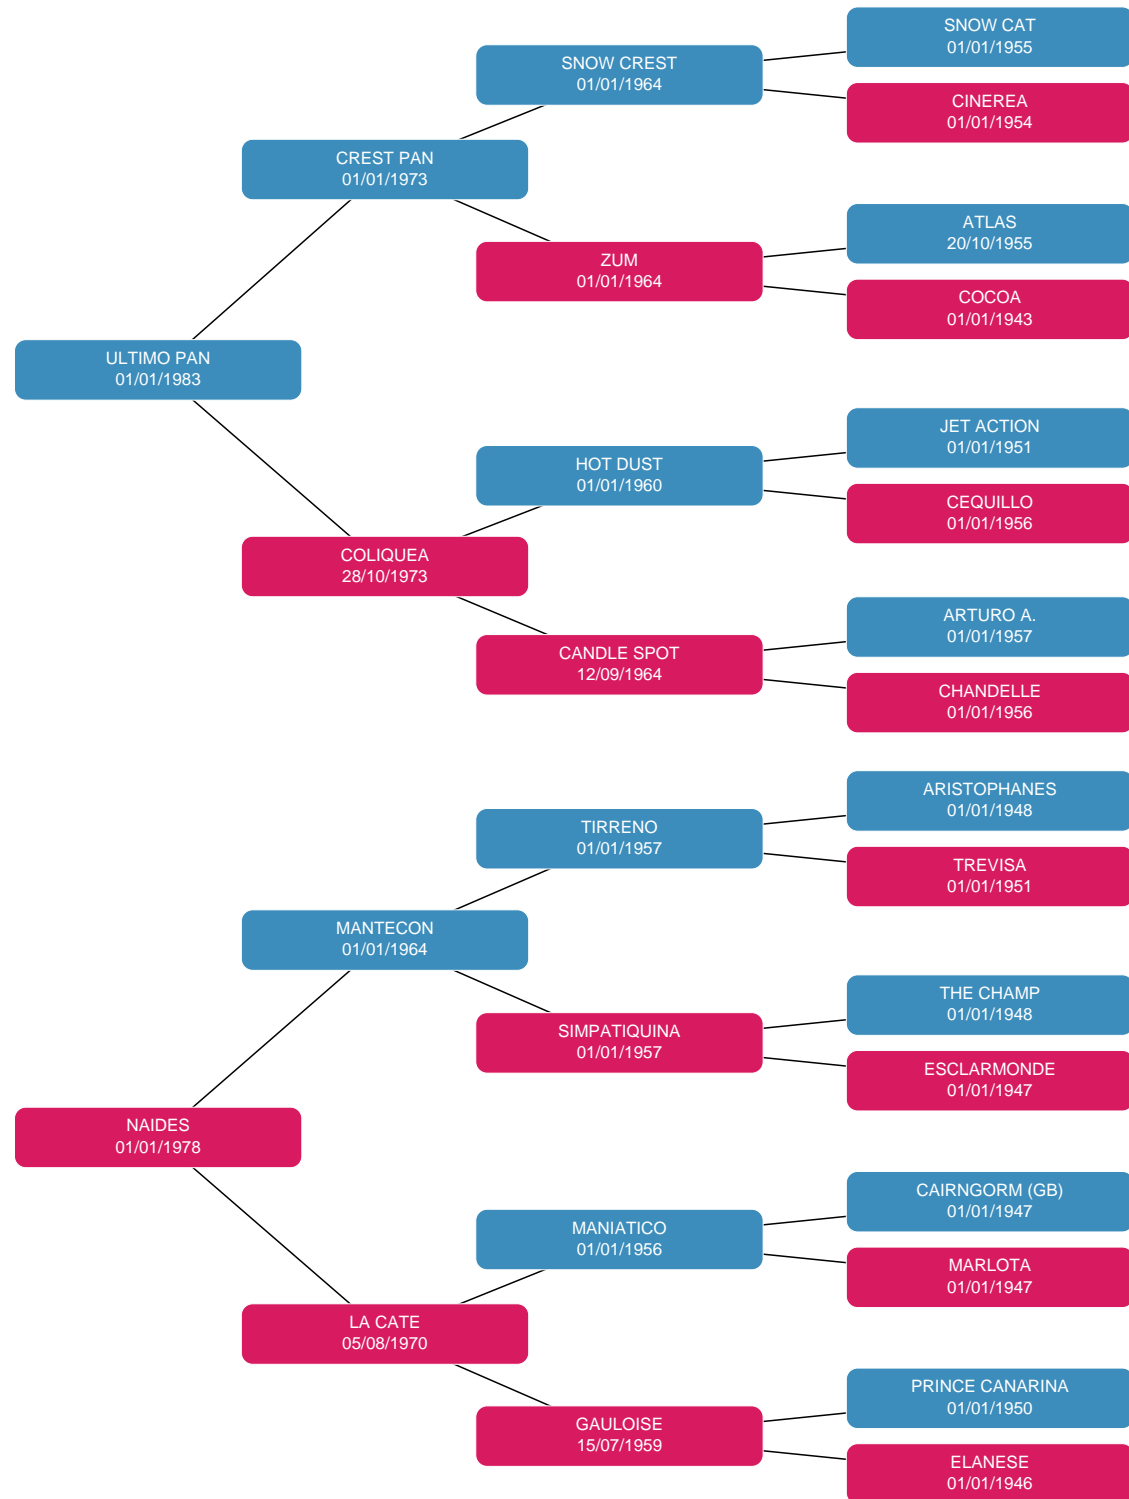 SNOW CAT
01/01/1955
SNOW CREST
01/01/1964
CINEREA
01/01/1954
CREST PAN
01/01/1973
ATLAS
20/10/1955
ZUM
01/01/1964
COCOA
01/01/1943
ULTIMO PAN
01/01/1983
JET ACTION
01/01/1951
HOT DUST
01/01/1960
CEQUILLO
01/01/1956
COLIQUEA
28/10/1973
ARTURO A.
01/01/1957
CANDLE SPOT
12/09/1964
CHANDELLE
01/01/1956
ARISTOPHANES
01/01/1948
TIRRENO
01/01/1957
TREVISA
01/01/1951
MANTECON
01/01/1964
THE CHAMP
01/01/1948
SIMPATIQUINA
01/01/1957
ESCLARMONDE
01/01/1947
NAIDES
01/01/1978
CAIRNGORM (GB)
01/01/1947
MANIATICO
01/01/1956
MARLOTA
01/01/1947
LA CATE
05/08/1970
PRINCE CANARINA
01/01/1950
GAULOISE
15/07/1959
ELANESE
01/01/1946